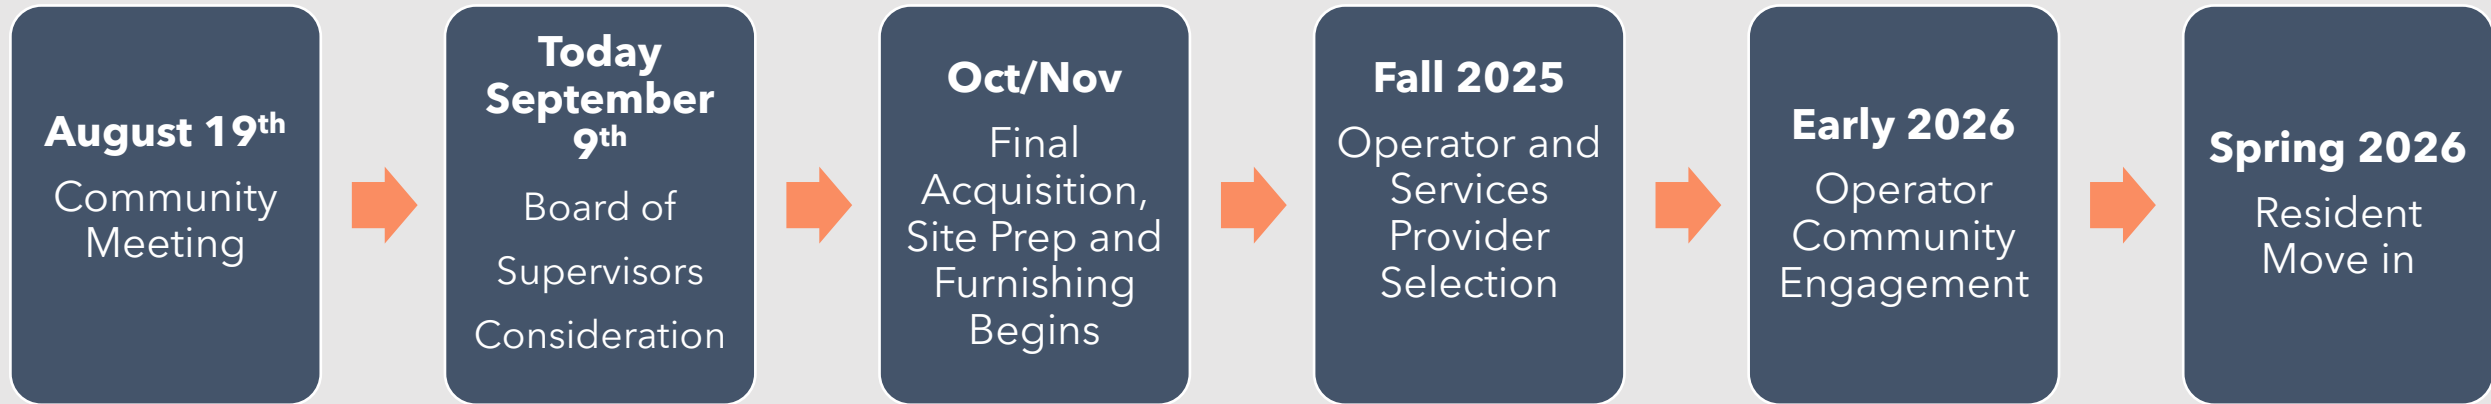 August 19th
Community
Meeting
Today
September
9th
Board of
Supervisors
Consideration
Oct/Nov
Final
Acquisition,
Site Prep and
Furnishing
Begins
Fall 2025
Operator and
Services
Provider
Selection
Early 2026
Operator
Community
Engagement
Spring 2026
Resident
Move in